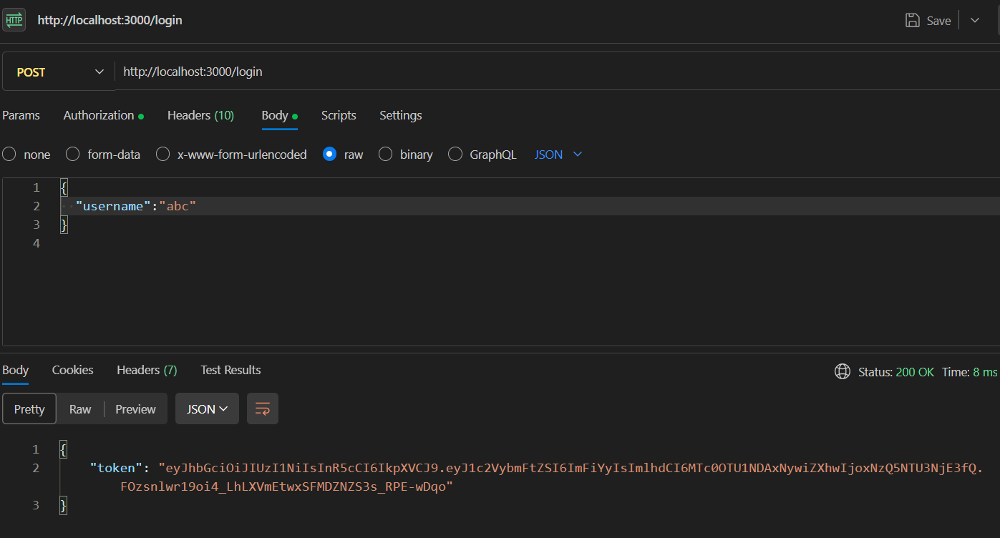 HTTP http://localhost:3000/login Save
POST http://localhost:3000/login
Params Authorization Headers (10) Body Scripts Settings
none form-data x-www-form-urlencoded raw binary GraphQL JSON
1 {
2 "username":"abc"
3 }
4
Body Cookies Headers (7) Test Results Status: 200 OK Time: 8 ms
Pretty Raw Preview JSON
1 {
2 "token": "eyJhbGciOiJIUzI1NiIsInR5cCI6IkpXVCJ9.eyJ1c2VybmFtZSI6ImFiYyIsImlhdCI6MTc0OTU1NDAxNywiZXhwIjoxNzQ5NTU3NjE3fQ.
FOzsnlwr19oi4_LhLXVmEtwxSFMDZNZS3s_RPE-wDqo"
3 }